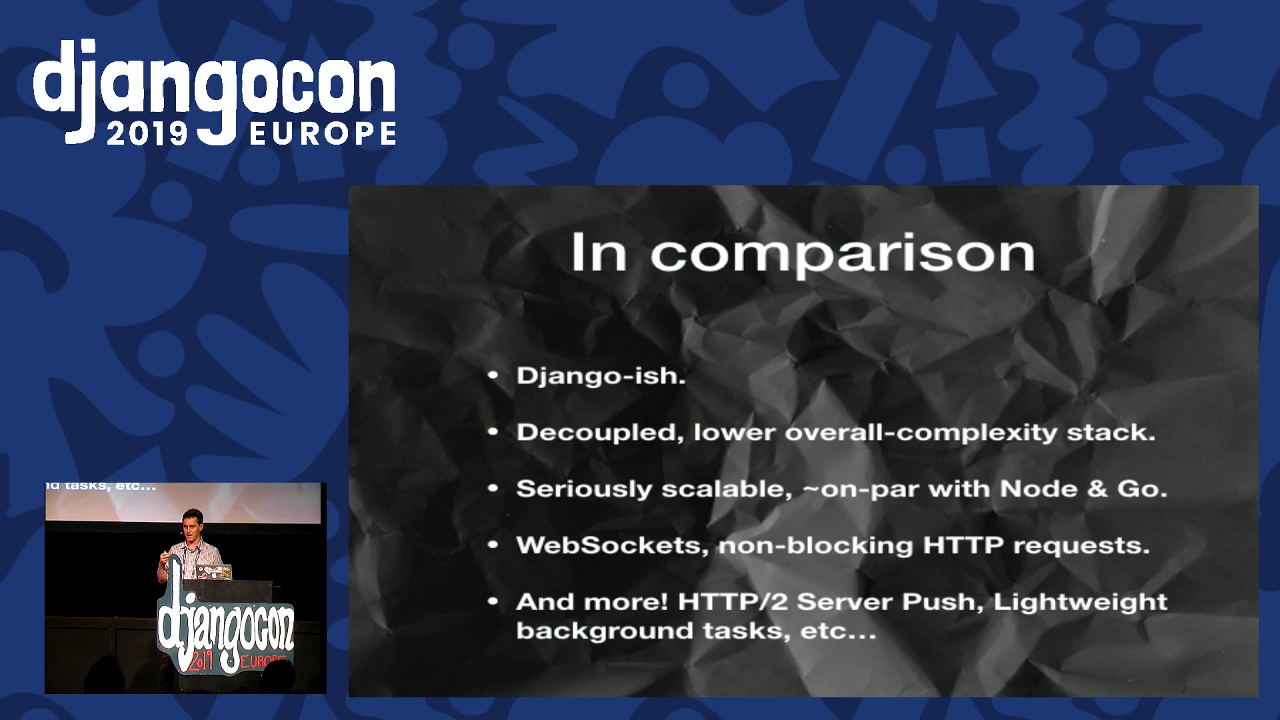 djangocon
2019 EUROPE
In comparison
• Django-ish.
• Decoupled, lower overall-complexity stack.
• Seriously scalable, ~on-par with Node & Go.
• WebSockets, non-blocking HTTP requests.
• And more! HTTP/2 Server Push, Lightweight
background tasks, etc...
nd tasks, etc...
djangocon
2019 EUROPE